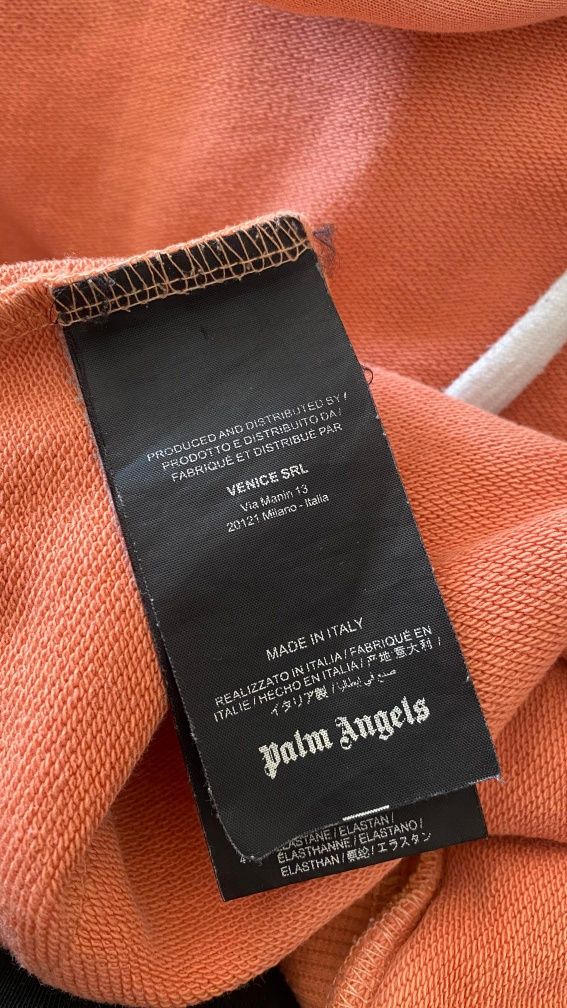 PRODUCED AND DISTRIBUTED BY /
PRODOTTO E DISTRIBUITO DA /
FABRIQUÉ ET DISTRIBUÉ PAR
VENICE SRL
Via Manin 13
20121 Milano - Italia
MADE IN ITALY
REALIZZATO IN ITALIA / FABRIQUÉ EN
ITALIE / HECHO EN ITALIA / 产地 意大利 /
イタリア製 / صنع في إيطاليا
Palm Angels
ELASTAN /
ELASTHANNE / ELASTANO /
ELASTHAN / 氨纶 / エラスタン